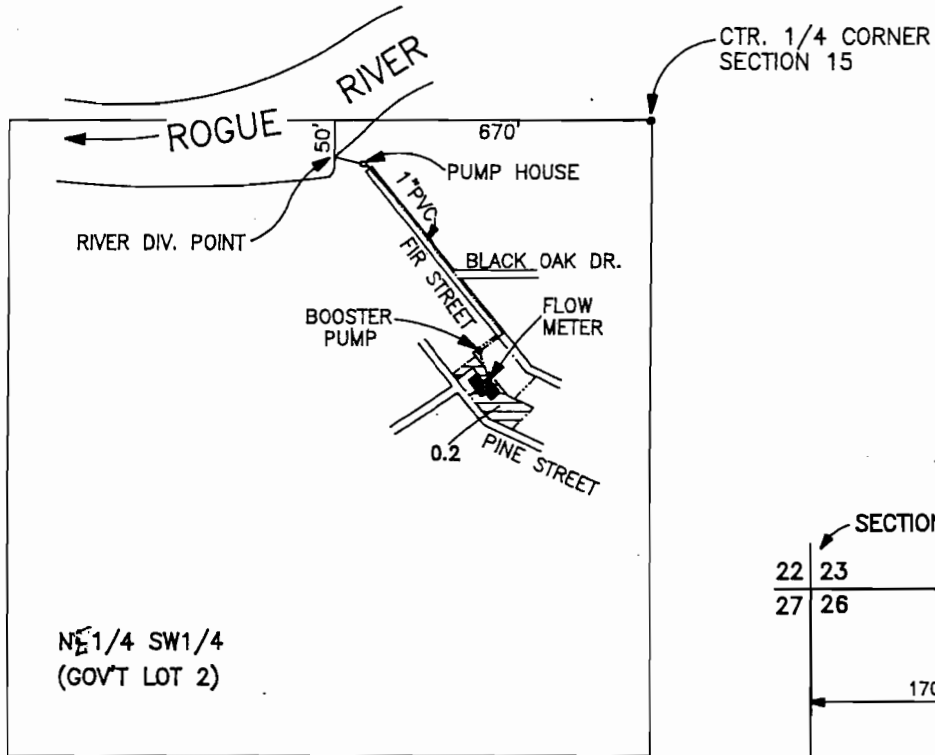 CTR. 1/4 CORNER
SECTION 15
RIVER
ROGUE
50'
670'
PUMP HOUSE
1"PVC
RIVER DIV. POINT
FIR STREET
BLACK OAK DR.
BOOSTER
PUMP
FLOW
METER
0.2
PINE STREET
SECTION
22 23
27 26
170
NE1/4 SW1/4
(GOV'T LOT 2)